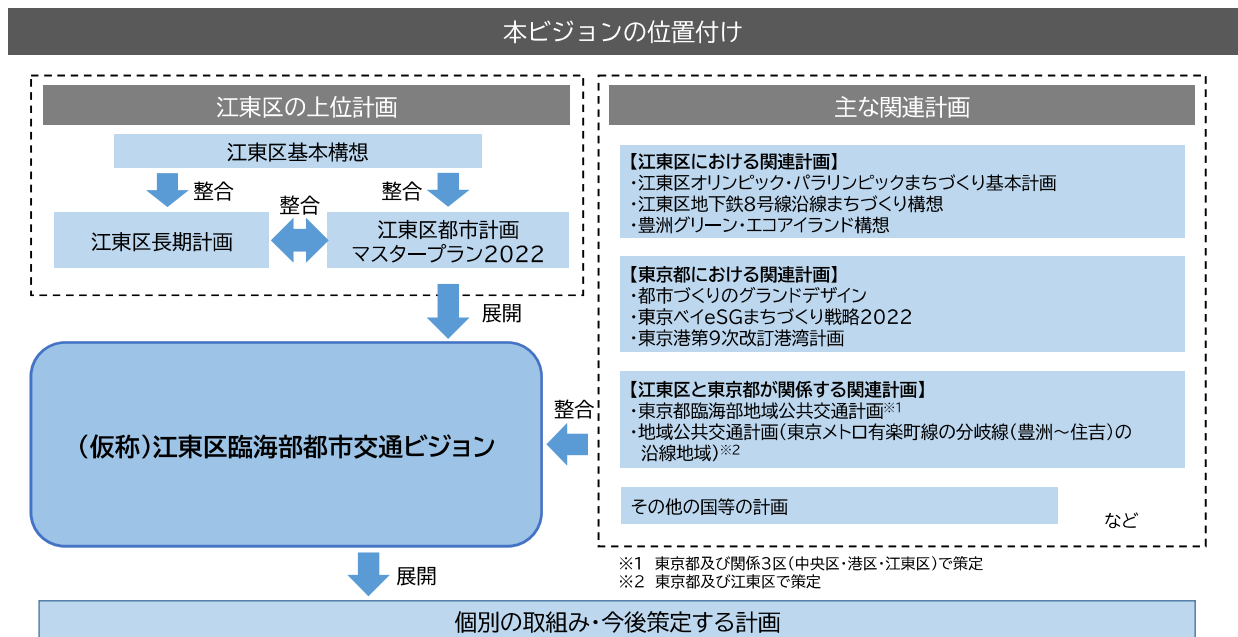 本ビジョンの位置付け
江東区の上位計画
江東区基本構想
整合
整合
整合
江東区長期計画
江東区都市計画
マスタープラン2022
展開
(仮称)江東区臨海部都市交通ビジョン
整合
主な関連計画
【江東区における関連計画】
・江東区オリンピック・パラリンピックまちづくり基本計画
・江東区地下鉄8号線沿線まちづくり構想
・豊洲グリーン・エコアイランド構想
【東京都における関連計画】
・都市づくりのグランドデザイン
・東京ベイeSGまちづくり戦略2022
・東京港第9次改訂港湾計画
【江東区と東京都が関係する関連計画】
・東京都臨海部地域公共交通計画※1
・地域公共交通計画(東京メトロ有楽町線の分岐線(豊洲～住吉)の
沿線地域)※2
その他の国等の計画
など
※1 東京都及び関係3区(中央区・港区・江東区)で策定
※2 東京都及び江東区で策定
展開
個別の取組み・今後策定する計画